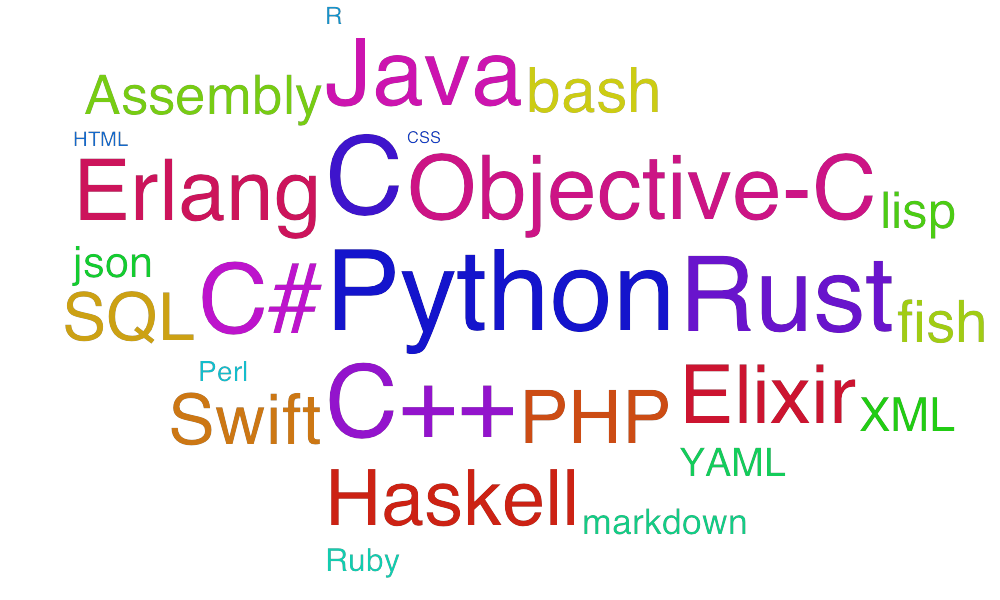 R
Assembly Java bash
HTML CSS
Erlang C Objective-C lisp
json
SQL C# Python Rust fish
Perl
Swift C++ PHP Elixir XML
YAML
Haskell markdown
Ruby